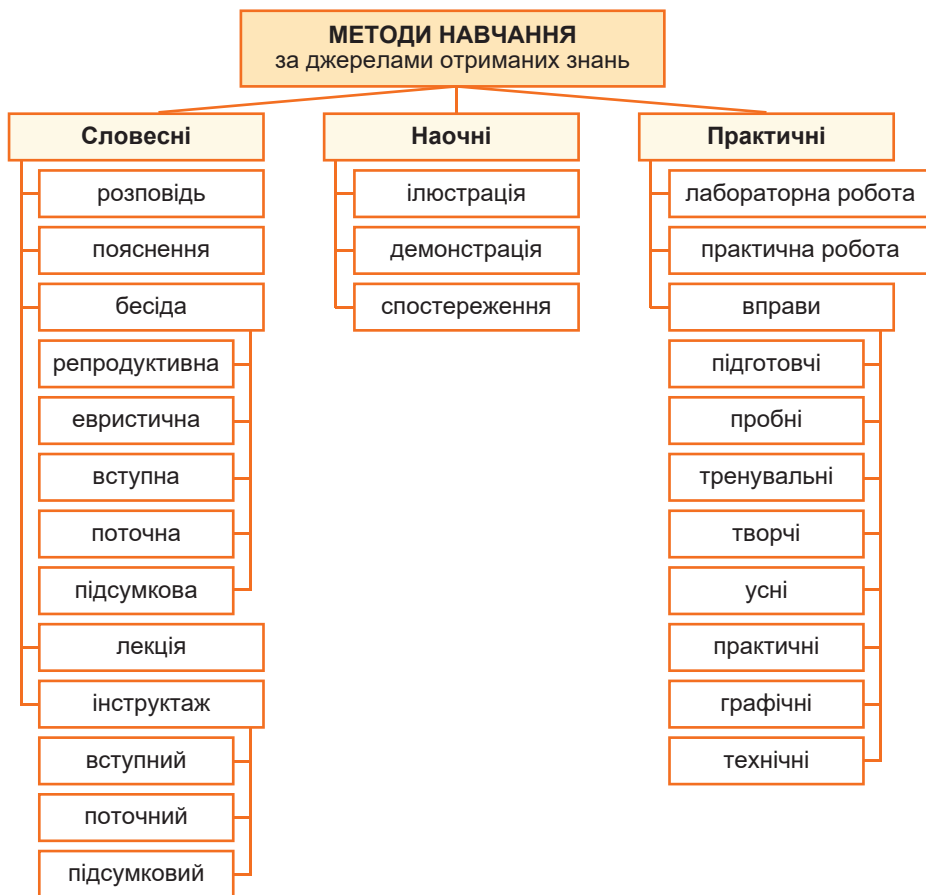 МЕТОДИ НАВЧАННЯ
за джерелами отриманих знань
Словесні
розповідь
пояснення
бесіда
репродуктивна
евристична
вступна
поточна
підсумкова
лекція
інструктаж
вступний
поточний
підсумковий
Наочні
ілюстрація
демонстрація
спостереження
Практичні
лабораторна робота
практична робота
вправи
підготовчі
пробні
тренувальні
творчі
усні
практичні
графічні
технічні